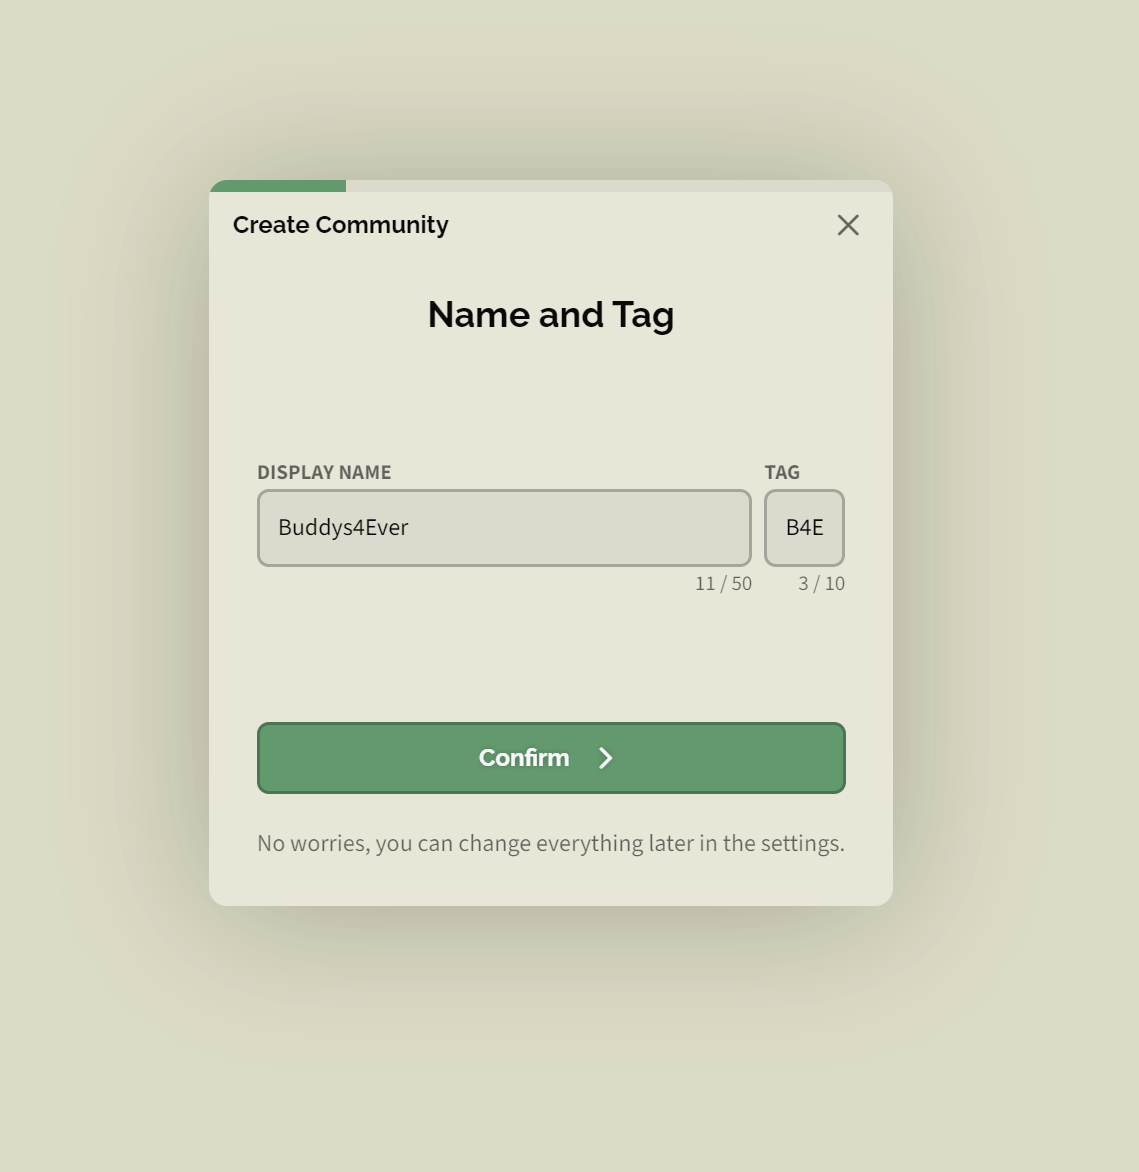 Create Community
Name and Tag
DISPLAY NAME TAG
Buddys4Ever B4E
11 / 50 3 / 10
Confirm
No worries, you can change everything later in the settings.